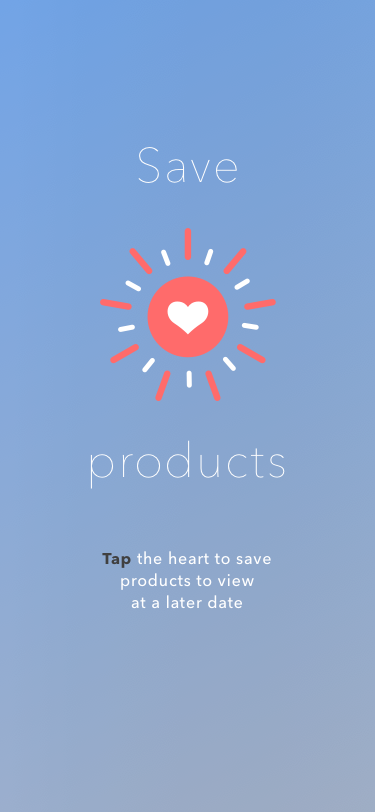 Save
products
Tap the heart to save
products to view
at a later date